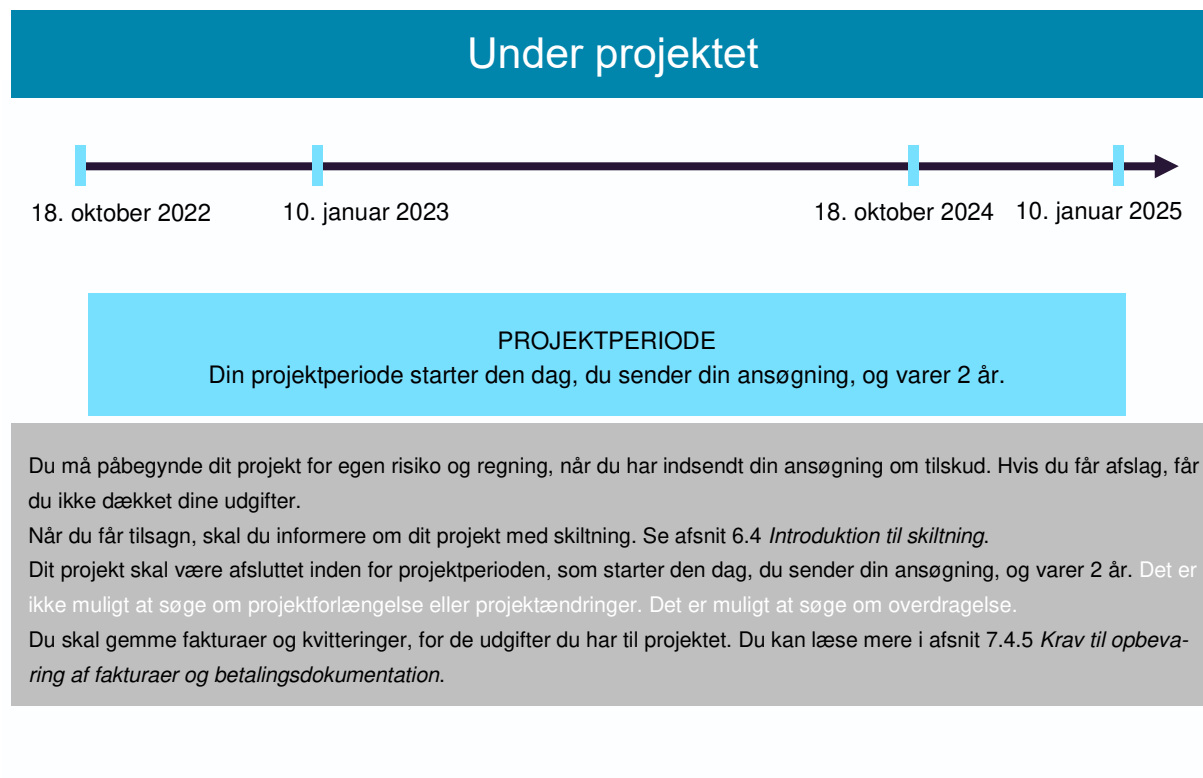 Under projektet
18. oktober 2022
10. januar 2023
18. oktober 2024
10. januar 2025
PROJEKTPERIODE
Din projektperiode starter den dag, du sender din ansøgning, og varer 2 år.
Du må påbegynde dit projekt for egen risiko og regning, når du har indsendt din ansøgning om tilskud. Hvis du får afslag, får
du ikke dækket dine udgifter.
Når du får tilsagn, skal du informere om dit projekt med skiltning. Se afsnit 6.4 Introduktion til skiltning.
Dit projekt skal være afsluttet inden for projektperioden, som starter den dag, du sender din ansøgning, og varer 2 år. Det er
ikke muligt at søge om projektforlængelse eller projektændringer. Det er muligt at søge om overdragelse.
Du skal gemme fakturaer og kvitteringer, for de udgifter du har til projektet. Du kan læse mere i afsnit 7.4.5 Krav til opbeva-
ring af fakturaer og betalingsdokumentation.